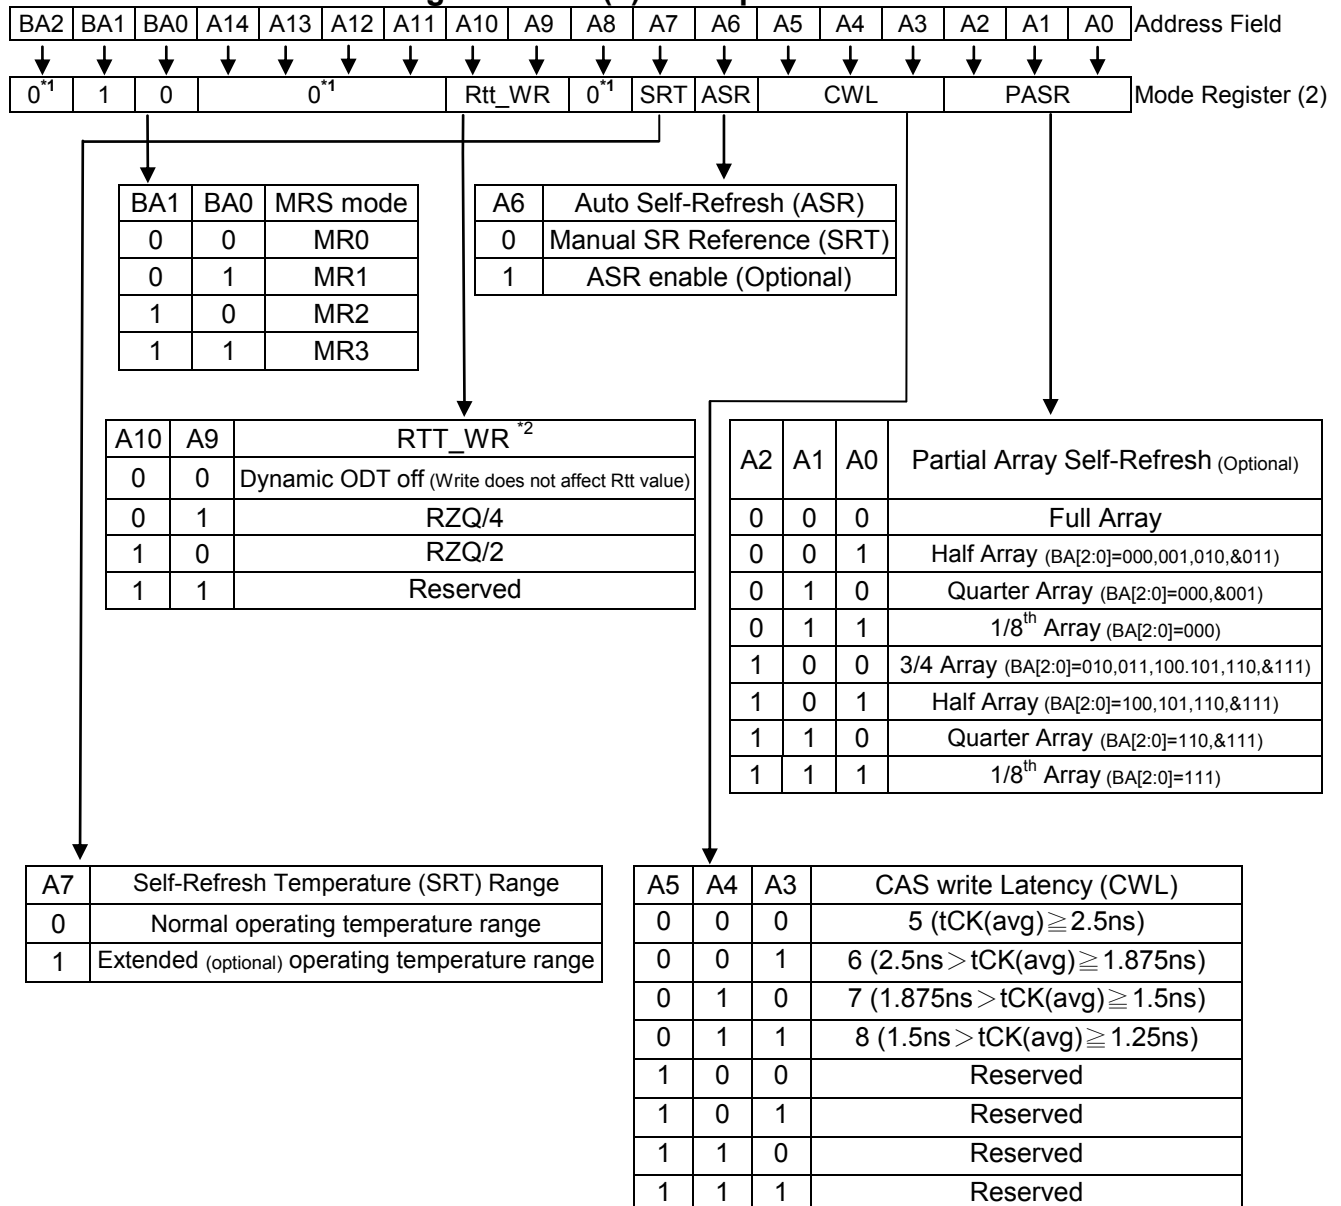 BA2 BA1 BA0 A14 A13 A12 A11 A10 A9 A8 A7 A6 A5 A4 A3 A2 A1 A0 Address Field
0*1 1 0 0*1 Rtt_WR 0*1 SRT ASR CWL PASR Mode Register (2)
BA1 BA0 MRS mode
0 0 MR0
0 1 MR1
1 0 MR2
1 1 MR3
A6 Auto Self-Refresh (ASR)
0 Manual SR Reference (SRT)
1 ASR enable (Optional)
A10 A9 RTT_WR *2
0 0 Dynamic ODT off (Write does not affect Rtt value)
0 1 RZQ/4
1 0 RZQ/2
1 1 Reserved
A2 A1 A0 Partial Array Self-Refresh (Optional)
0 0 0 Full Array
0 0 1 Half Array (BA[2:0]=000,001,010,&011)
0 1 0 Quarter Array (BA[2:0]=000,&001)
0 1 1 1/8th Array (BA[2:0]=000)
1 0 0 3/4 Array (BA[2:0]=010,011,100.101,110,&111)
1 0 1 Half Array (BA[2:0]=100,101,110,&111)
1 1 0 Quarter Array (BA[2:0]=110,&111)
1 1 1 1/8th Array (BA[2:0]=111)
A7 Self-Refresh Temperature (SRT) Range
0 Normal operating temperature range
1 Extended (optional) operating temperature range
A5 A4 A3 CAS write Latency (CWL)
0 0 0 5 (tCK(avg)≧2.5ns)
0 0 1 6 (2.5ns>tCK(avg)≧1.875ns)
0 1 0 7 (1.875ns>tCK(avg)≧1.5ns)
0 1 1 8 (1.5ns>tCK(avg)≧1.25ns)
1 0 0 Reserved
1 0 1 Reserved
1 1 0 Reserved
1 1 1 Reserved